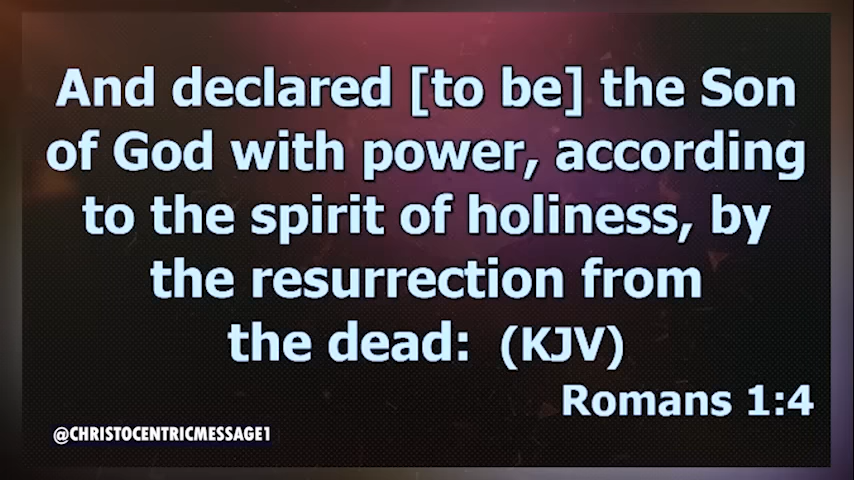 And declared [to be] the Son
of God with power, according
to the spirit of holiness, by
the resurrection from
the dead: (KJV)
Romans 1:4
@CHRISTOCENTRICMESSAGE1